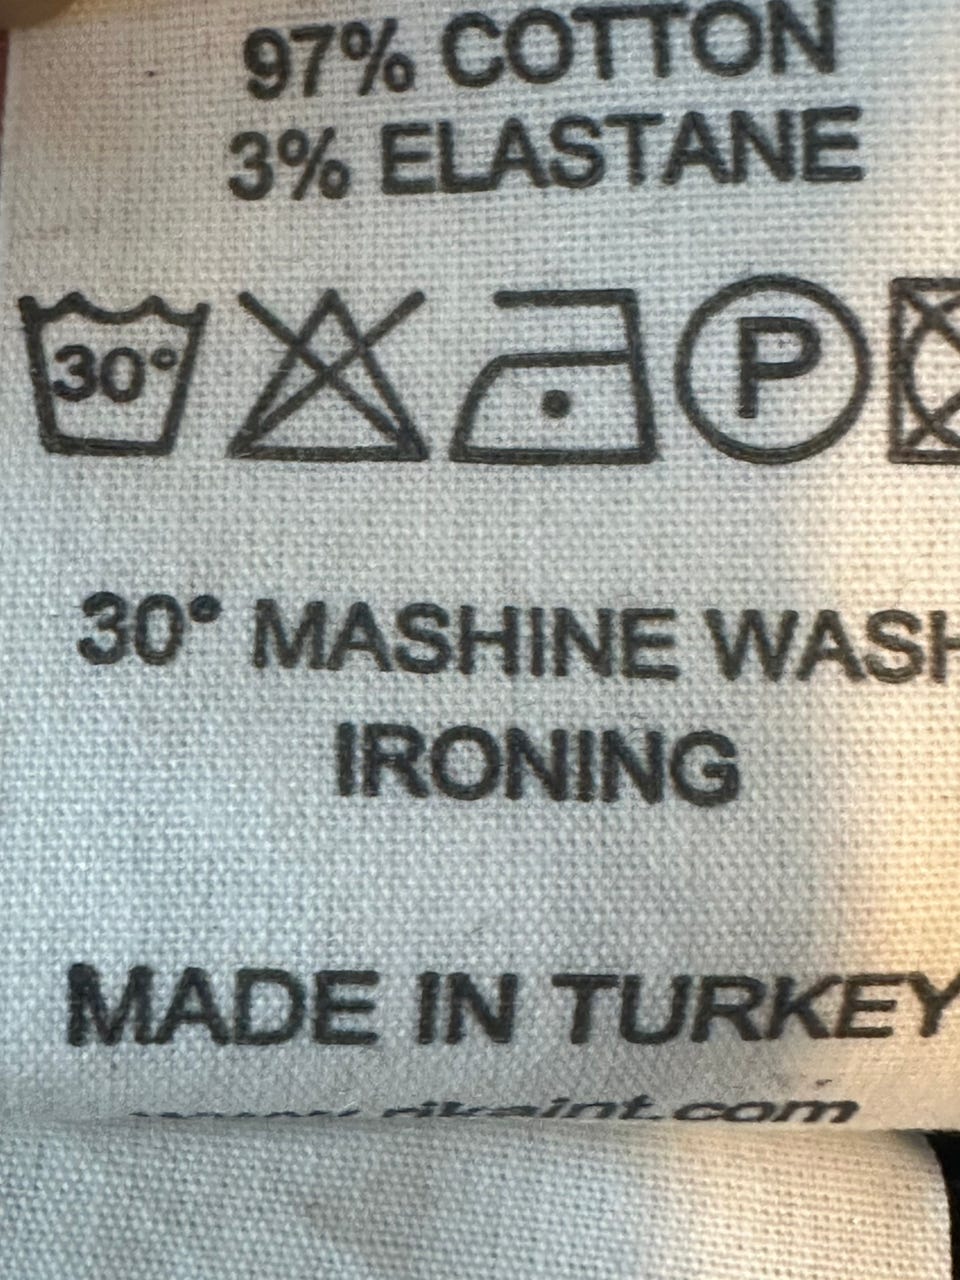 97% COTTON
3% ELASTANE
30° P
30° MASHINE WASH
IRONING
MADE IN TURKEY